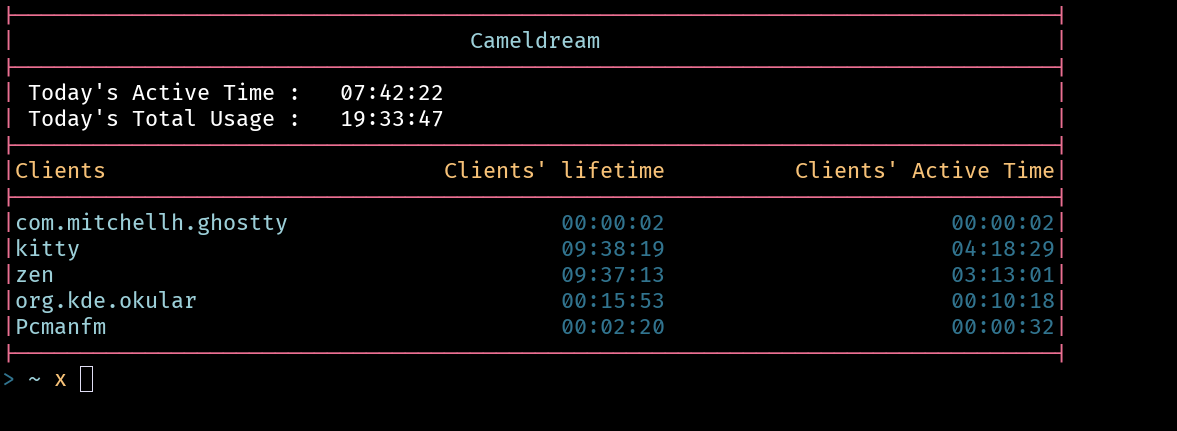 Cameldream
Today's Active Time :   07:42:22
Today's Total Usage :   19:33:47
Clients   Clients' lifetime   Clients' Active Time
com.mitchellh.ghostty   00:00:02   00:00:02
kitty   09:38:19   04:18:29
zen   09:37:13   03:13:01
org.kde.okular   00:15:53   00:10:18
Pcmanfm   00:02:20   00:00:32
> ~ x